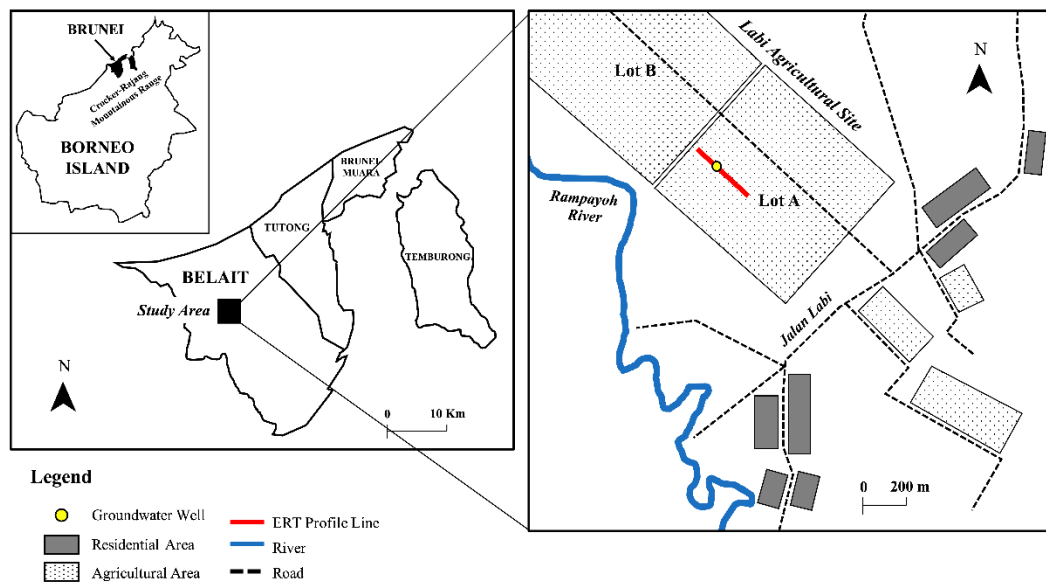 BRUNEI
Crocker-Rajang
Mountainous Range
BORNEO
ISLAND
BRUNEI
MUARA
TUTONG
TEMBURONG
BELAIT
Study Area
N
0 10 Km
Labi Agricultural Site
Lot B
N
Lot A
Rampayoh
River
Jalan Labi
0 200 m
Legend
Groundwater Well
ERT Profile Line
Residential Area
River
Agricultural Area
Road